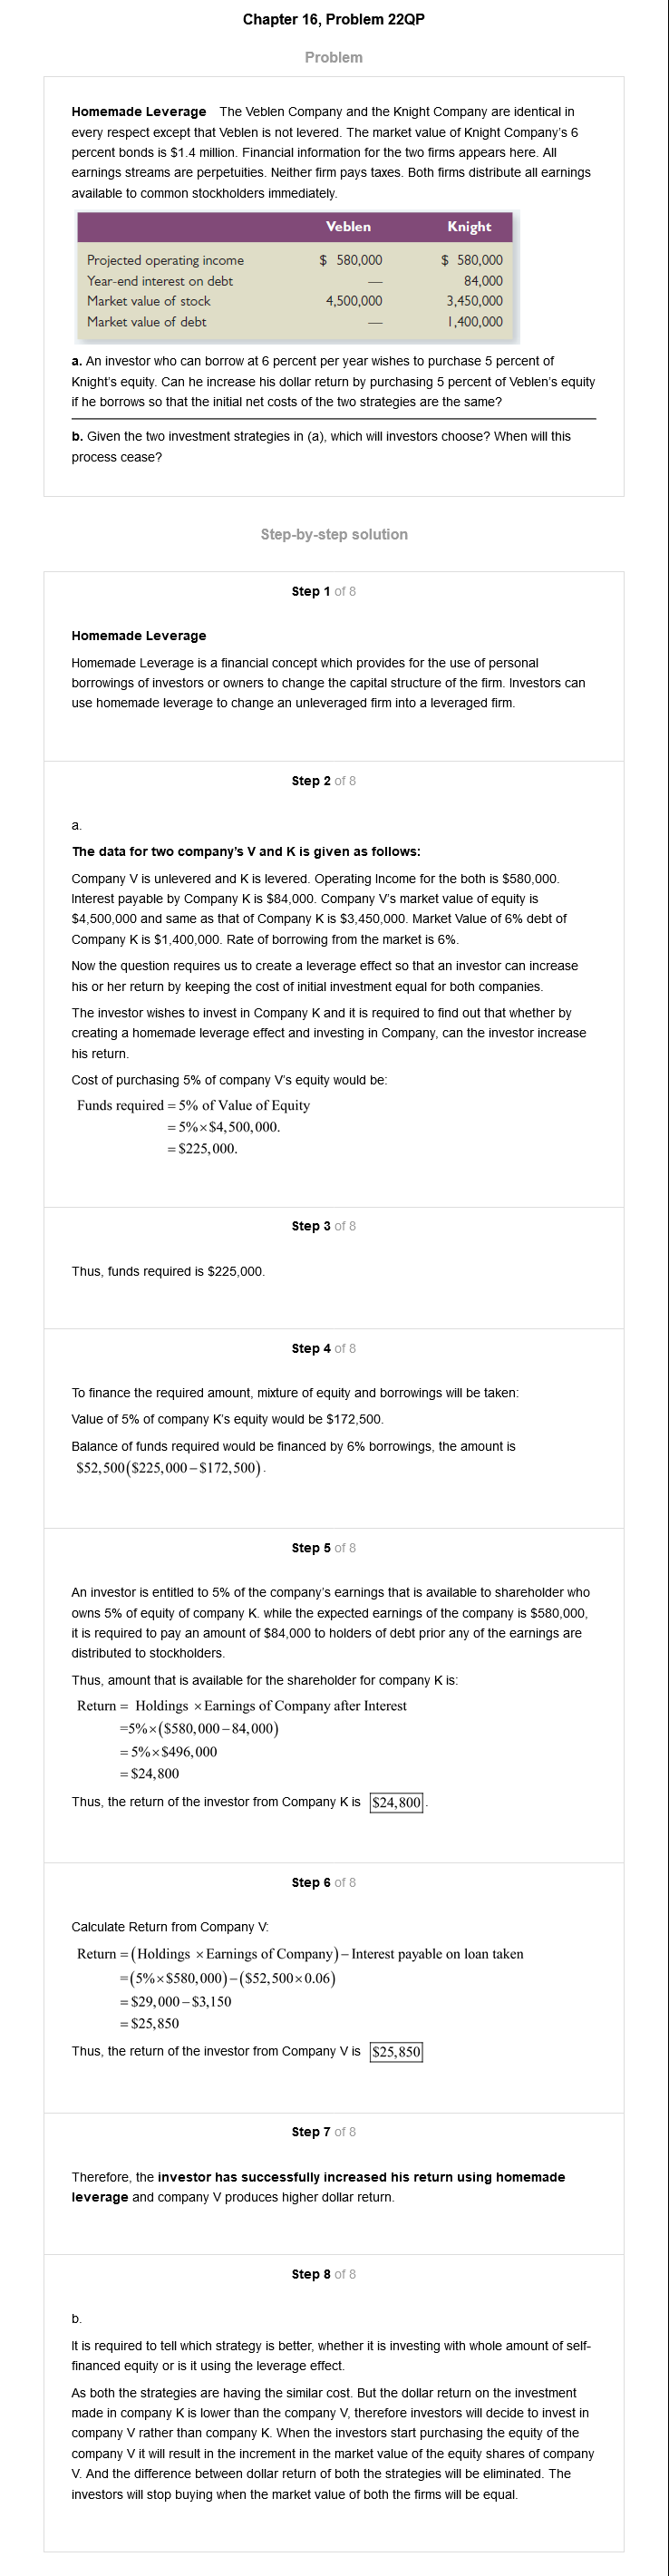 Chapter 16, Problem 22QP
Problem
Homemade Leverage The Veblen Company and the Knight Company are identical in
every respect except that Veblen is not levered. The market value of Knight Company's 6
percent bonds is $1.4 million. Financial information for the two firms appears here. All
earnings streams are perpetuities. Neither firm pays taxes. Both firms distribute all earnings
available to common stockholders immediately.
Veblen Knight
Projected operating income $ 580,000 $ 580,000
Year-end interest on debt — 84,000
Market value of stock 4,500,000 3,450,000
Market value of debt — 1,400,000
a. An investor who can borrow at 6 percent per year wishes to purchase 5 percent of
Knight's equity. Can he increase his dollar return by purchasing 5 percent of Veblen's equity
if he borrows so that the initial net costs of the two strategies are the same?
b. Given the two investment strategies in (a), which will investors choose? When will this
process cease?
Step-by-step solution
Step 1 of 8
Homemade Leverage
Homemade Leverage is a financial concept which provides for the use of personal
borrowings of investors or owners to change the capital structure of the firm. Investors can
use homemade leverage to change an unleveraged firm into a leveraged firm.
Step 2 of 8
a.
The data for two company's V and K is given as follows:
Company V is unlevered and K is levered. Operating Income for the both is $580,000.
Interest payable by Company K is $84,000. Company V's market value of equity is
$4,500,000 and same as that of Company K is $3,450,000. Market Value of 6% debt of
Company K is $1,400,000. Rate of borrowing from the market is 6%.
Now the question requires us to create a leverage effect so that an investor can increase
his or her return by keeping the cost of initial investment equal for both companies.
The investor wishes to invest in Company K and it is required to find out that whether by
creating a homemade leverage effect and investing in Company, can the investor increase
his return.
Cost of purchasing 5% of company V's equity would be:
Funds required = 5% of Value of Equity
= 5%×$4,500,000.
= $225,000.
Step 3 of 8
Thus, funds required is $225,000.
Step 4 of 8
To finance the required amount, mixture of equity and borrowings will be taken:
Value of 5% of company K's equity would be $172,500.
Balance of funds required would be financed by 6% borrowings, the amount is
$52,500($225,000–$172,500).
Step 5 of 8
An investor is entitled to 5% of the company's earnings that is available to shareholder who
owns 5% of equity of company K. while the expected earnings of the company is $580,000,
it is required to pay an amount of $84,000 to holders of debt prior any of the earnings are
distributed to stockholders.
Thus, amount that is available for the shareholder for company K is:
Return = Holdings × Earnings of Company after Interest
=5%×($580,000–84,000)
= 5%×$496,000
= $24,800
Thus, the return of the investor from Company K is $24,800.
Step 6 of 8
Calculate Return from Company V:
Return = (Holdings × Earnings of Company) – Interest payable on loan taken
=(5%×$580,000)–($52,500×0.06)
= $29,000–$3,150
= $25,850
Thus, the return of the investor from Company V is $25,850
Step 7 of 8
Therefore, the investor has successfully increased his return using homemade
leverage and company V produces higher dollar return.
Step 8 of 8
b.
It is required to tell which strategy is better, whether it is investing with whole amount of self-
financed equity or is it using the leverage effect.
As both the strategies are having the similar cost. But the dollar return on the investment
made in company K is lower than the company V, therefore investors will decide to invest in
company V rather than company K. When the investors start purchasing the equity of the
company V it will result in the increment in the market value of the equity shares of company
V. And the difference between dollar return of both the strategies will be eliminated. The
investors will stop buying when the market value of both the firms will be equal.